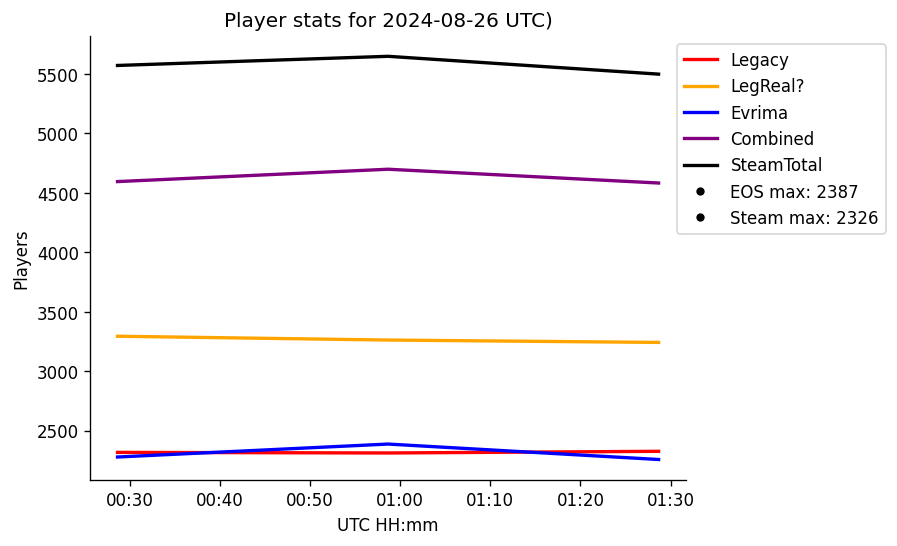 Player stats for 2024-08-26 UTC)
5500
5000
4500
4000
3500
3000
2500
Players
00:30
00:40
00:50
01:00
01:10
01:20
01:30
UTC HH:mm
Legacy
LegReal?
Evrima
Combined
SteamTotal
EOS max: 2387
Steam max: 2326